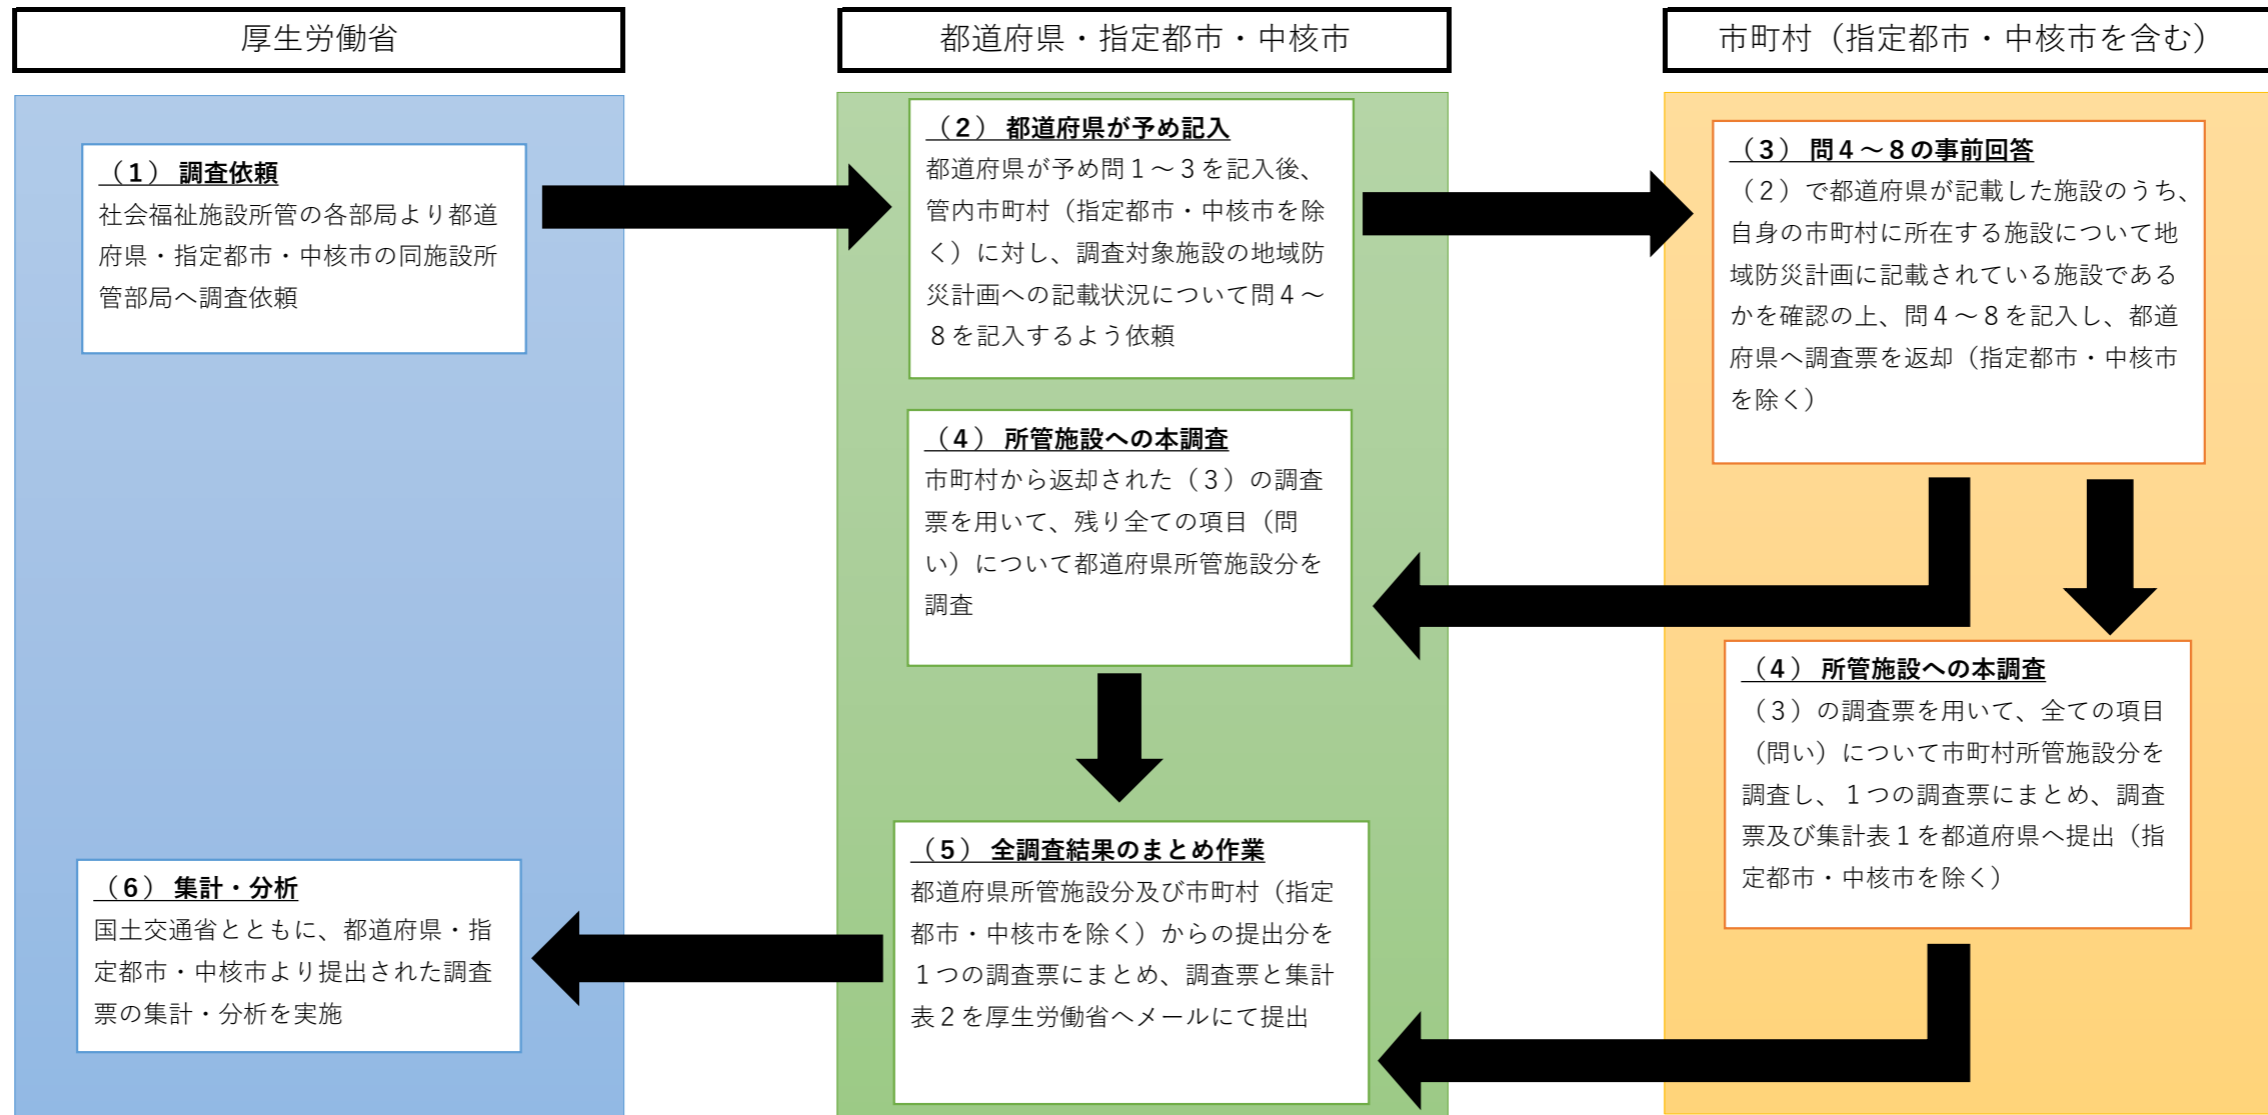 厚生労働省
都道府県・指定都市・中核市
市町村（指定都市・中核市を含む）
（１） 調査依頼
社会福祉施設所管の各部局より都道
府県・指定都市・中核市の同施設所
管部局へ調査依頼
（２） 都道府県が予め記入
都道府県が予め問１～３を記入後、
管内市町村（指定都市・中核市を除
く）に対し、調査対象施設の地域防
災計画への記載状況について問４～
８を記入するよう依頼
（３） 問４～８の事前回答
（２）で都道府県が記載した施設のうち、
自身の市町村に所在する施設について地
域防災計画に記載されている施設である
かを確認の上、問４～８を記入し、都道
府県へ調査票を返却（指定都市・中核市
を除く）
（４） 所管施設への本調査
市町村から返却された（３）の調査
票を用いて、残り全ての項目（問
い）について都道府県所管施設分を
調査
（４） 所管施設への本調査
（３）の調査票を用いて、全ての項目
（問い）について市町村所管施設分を
調査し、１つの調査票にまとめ、調査
票及び集計表１を都道府県へ提出（指
定都市・中核市を除く）
（５） 全調査結果のまとめ作業
都道府県所管施設分及び市町村（指定
都市・中核市を除く）からの提出分を
１つの調査票にまとめ、調査票と集計
表２を厚生労働省へメールにて提出
（６） 集計・分析
国土交通省とともに、都道府県・指
定都市・中核市より提出された調査
票の集計・分析を実施